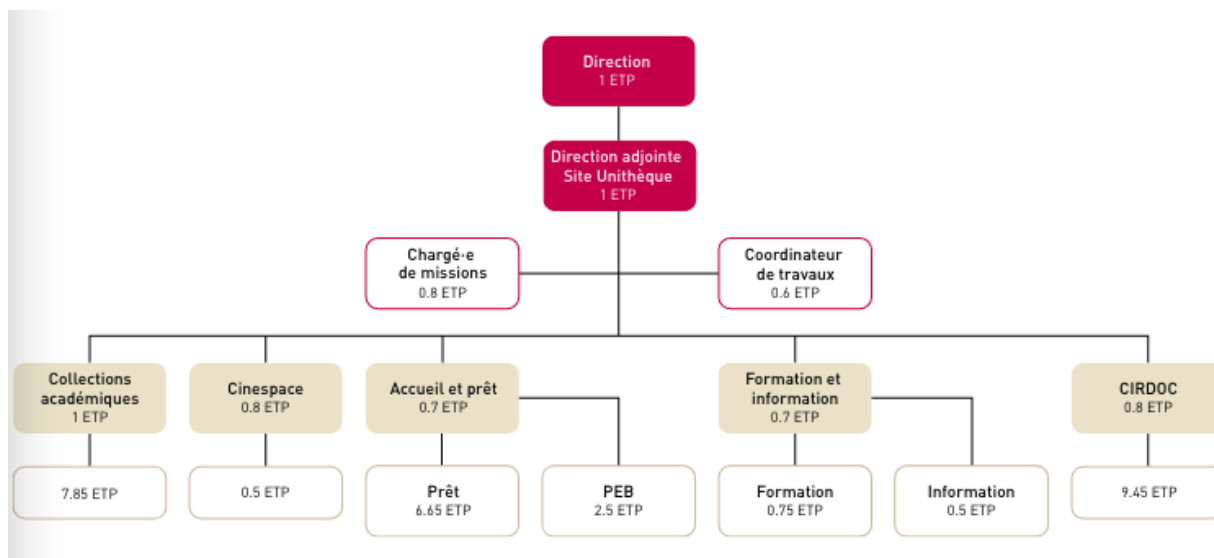 Direction
1 ETP
Direction adjointe
Site Unithèque
1 ETP
Chargé·e
de missions
0.8 ETP
Coordinateur
de travaux
0.6 ETP
Collections
académiques
1 ETP
Cinespace
0.8 ETP
Accueil et prêt
0.7 ETP
Formation et
information
0.7 ETP
CIRDOC
0.8 ETP
7.85 ETP
0.5 ETP
Prêt
6.65 ETP
PEB
2.5 ETP
Formation
0.75 ETP
Information
0.5 ETP
9.45 ETP